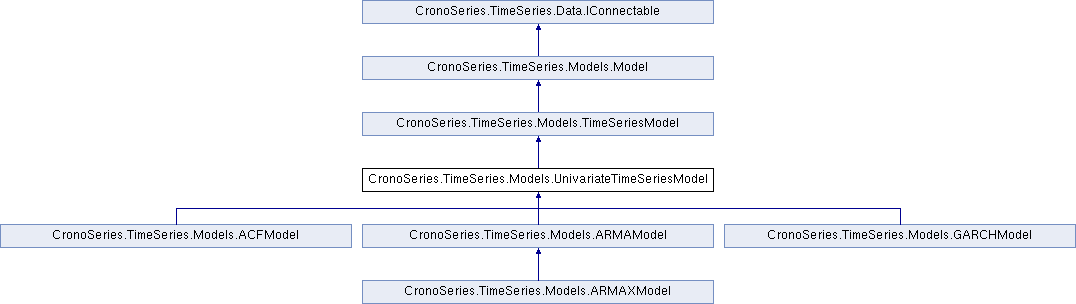 CronoSeries.TimeSeries.Data.IConnectable
CronoSeries.TimeSeries.Models.Model
CronoSeries.TimeSeries.Models.TimeSeriesModel
CronoSeries.TimeSeries.Models.UnivariateTimeSeriesModel
CronoSeries.TimeSeries.Models.ACFModel
CronoSeries.TimeSeries.Models.ARMAModel
CronoSeries.TimeSeries.Models.GARCHModel
CronoSeries.TimeSeries.Models.ARMAXModel